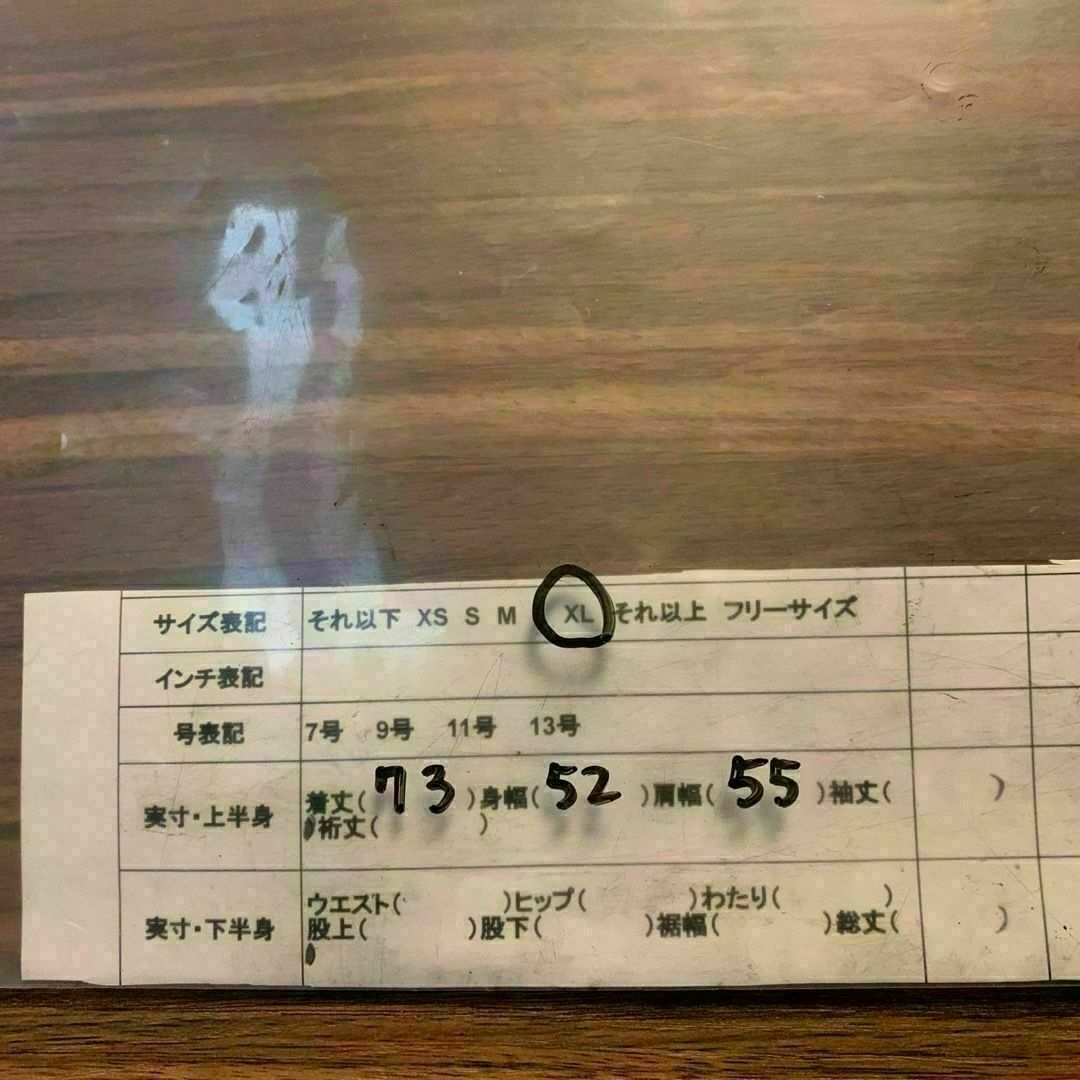 サイズ表記 それ以下 XS S M XL それ以上 フリーサイズ
インチ表記
号表記 7号 9号 11号 13号
実寸・上半身 着丈( 73 )身幅( 52 )肩幅( 55 )袖丈( )
裄丈( )
実寸・下半身 ウエスト( )ヒップ( )わたり( )
股上( )股下( )裾幅( )総丈( )